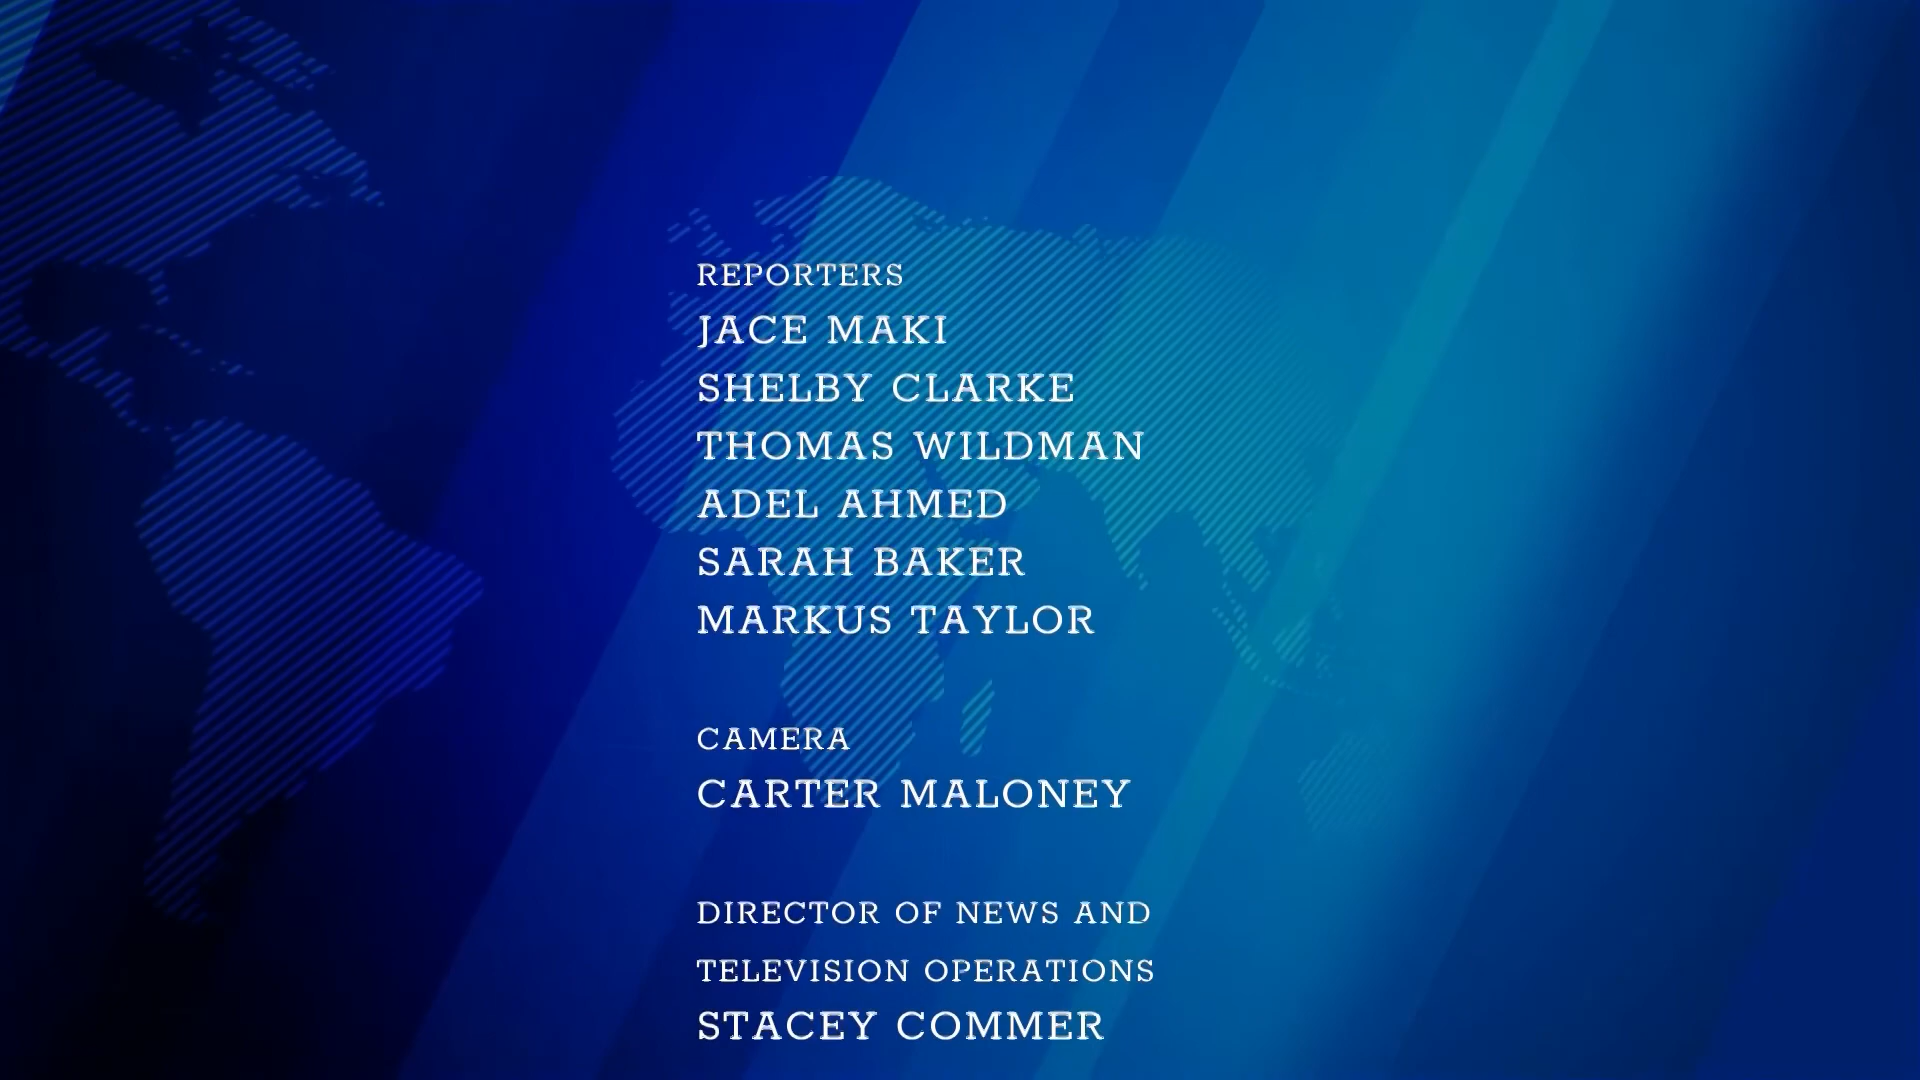 REPORTERS
JACE MAKI
SHELBY CLARKE
THOMAS WILDMAN
ADEL AHMED
SARAH BAKER
MARKUS TAYLOR
CAMERA
CARTER MALONEY
DIRECTOR OF NEWS AND
TELEVISION OPERATIONS
STACEY COMMER